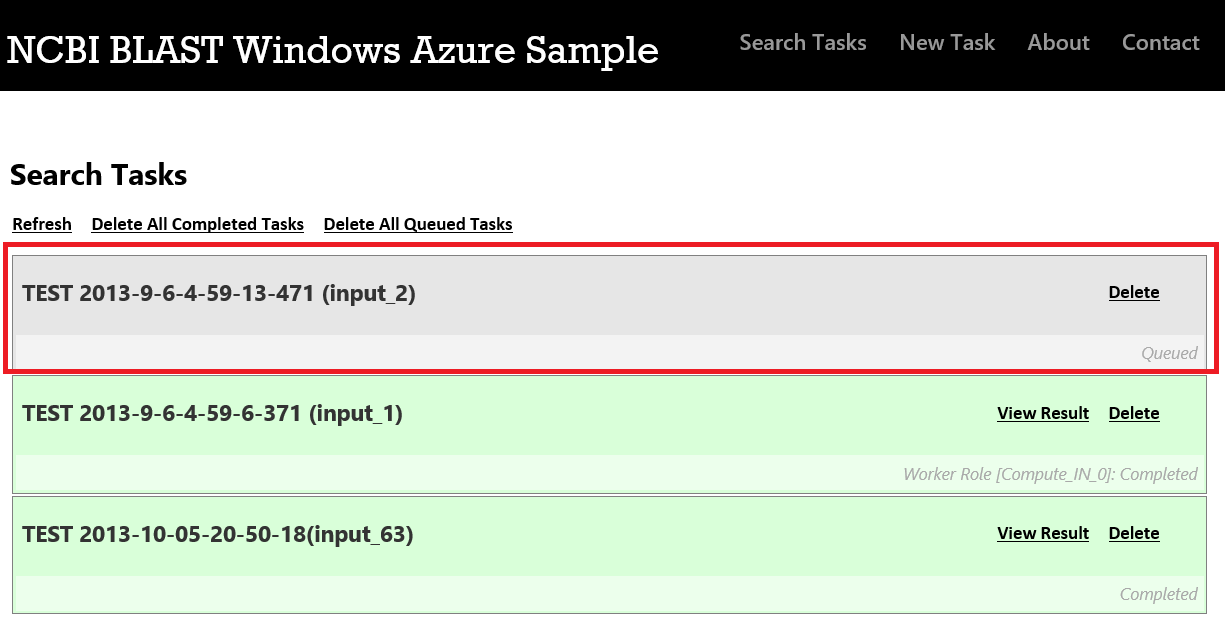 NCBI BLAST Windows Azure Sample Search Tasks New Task About Contact
Search Tasks
Refresh Delete All Completed Tasks Delete All Queued Tasks
TEST 2013-9-6-4-59-13-471 (input_2) Delete
Queued
TEST 2013-9-6-4-59-6-371 (input_1) View Result Delete
Worker Role [Compute_IN_0]: Completed
TEST 2013-10-05-20-50-18(input_63) View Result Delete
Completed